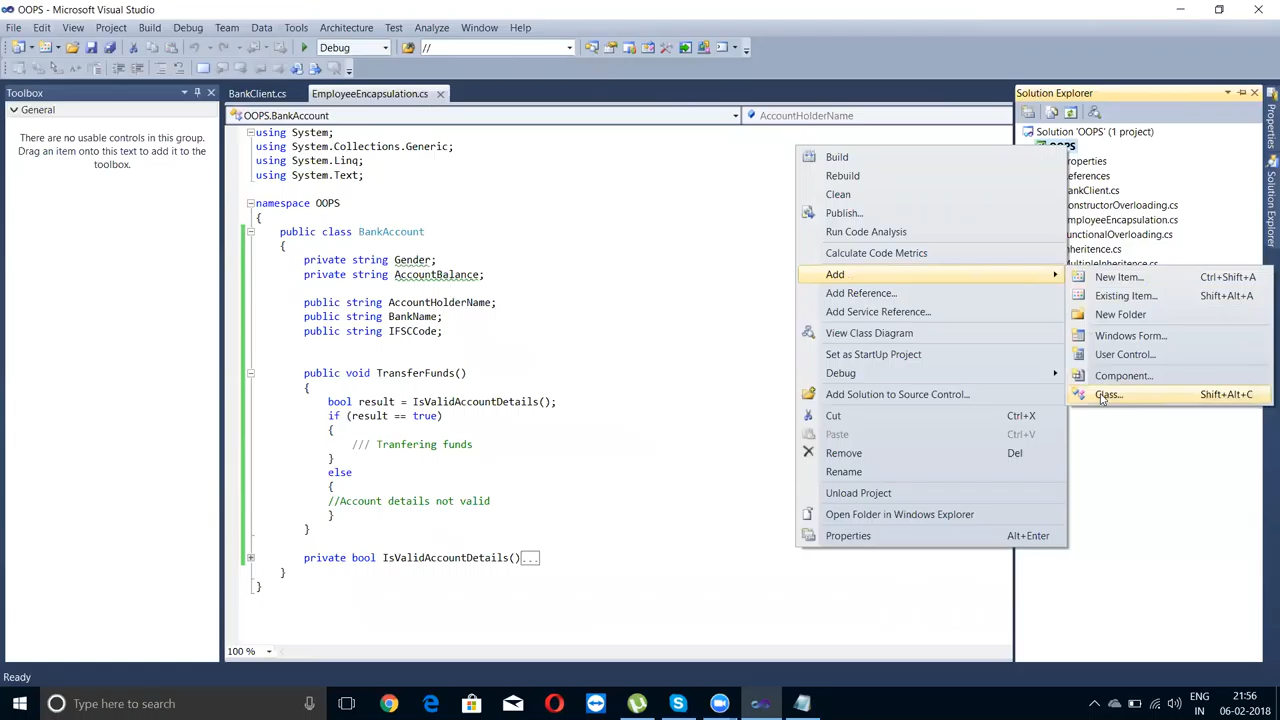 OOPS - Microsoft Visual Studio
File Edit View Project Build Debug Team Data Tools Architecture Test Analyze Window Help
Debug
//
Toolbox
General
There are no usable controls in this group.
Drag an item onto this text to add it to the
toolbox.
BankClient.cs
EmployeeEncapsulation.cs
OOPS.BankAccount
AccountHolderName
using System;
using System.Collections.Generic;
using System.Linq;
using System.Text;
namespace OOPS
{
public class BankAccount
{
private string Gender;
private string AccountBalance;
public string AccountHolderName;
public string BankName;
public string IFSCCode;
public void TransferFunds()
{
bool result = IsValidAccountDetails();
if (result == true)
{
/// Tranfering funds
}
else
{
//Account details not valid
}
}
private bool IsValidAccountDetails()...
}
}
100 %
Build
Rebuild
Clean
Publish...
Run Code Analysis
Calculate Code Metrics
Add
Add Reference...
Add Service Reference...
View Class Diagram
Set as StartUp Project
Debug
Add Solution to Source Control...
Cut Ctrl+X
Paste Ctrl+V
Remove Del
Rename
Unload Project
Open Folder in Windows Explorer
Properties Alt+Enter
New Item... Ctrl+Shift+A
Existing Item... Shift+Alt+A
New Folder
Windows Form...
User Control...
Component...
Class... Shift+Alt+C
Solution Explorer
Solution 'OOPS' (1 project)
OOPS
roperties
eferences
ankClient.cs
onstructorOverloading.cs
mployeeEncapsulation.cs
unctionalOverloading.cs
nheritence.cs
MultipleInheritence.cs
Properties
Solution Explorer
Ready
Type here to search
ENG
IN
21:56
06-02-2018